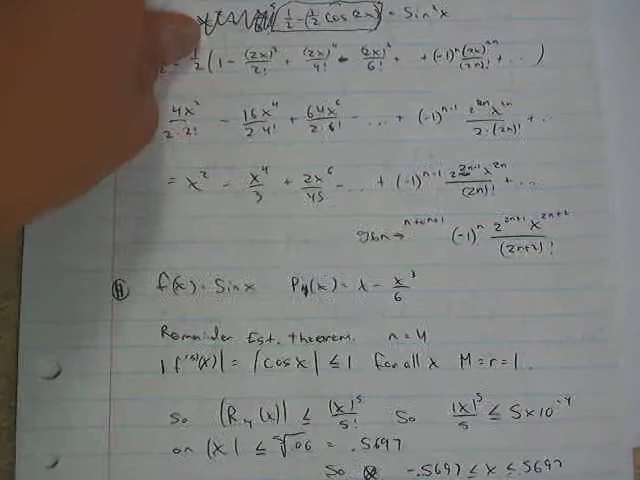 1/2 - (1/2 cos 2x) = Sin²x
- 1/2 (1 - (2x)²/2! + (2x)⁴/4! - (2x)⁶/6! + + (-1)ⁿ (2x)²ⁿ/(2n)! + ..)
4x²/2·2! - 16x⁴/2·4! + 64x⁶/2·6! - ... + (-1)ⁿ⁻¹ 2²ⁿx²ⁿ/2·(2n)! + ..
= x² - x⁴/3 + 2x⁶/45 - ... + (-1)ⁿ⁻¹ 2²ⁿ⁻¹x²ⁿ/(2n)! + ..
(-1)ⁿ 2²ⁿ⁺¹ x²ⁿ⁺²/(2n+2)!
f(x) = Sin x P₄(x) = x - x³/6
Remainder Est. theorem. n = 4
|f⁽⁵⁾(x)| = |cos x| ≤ 1 for all x M = r = 1.
So |R₄(x)| ≤ |x|⁵/5! So |x|⁵/5 ≤ 5×10⁻⁴
on |x| ≤ ⁵√.06 = .5697
So -.5697 ≤ x ≤ .5697